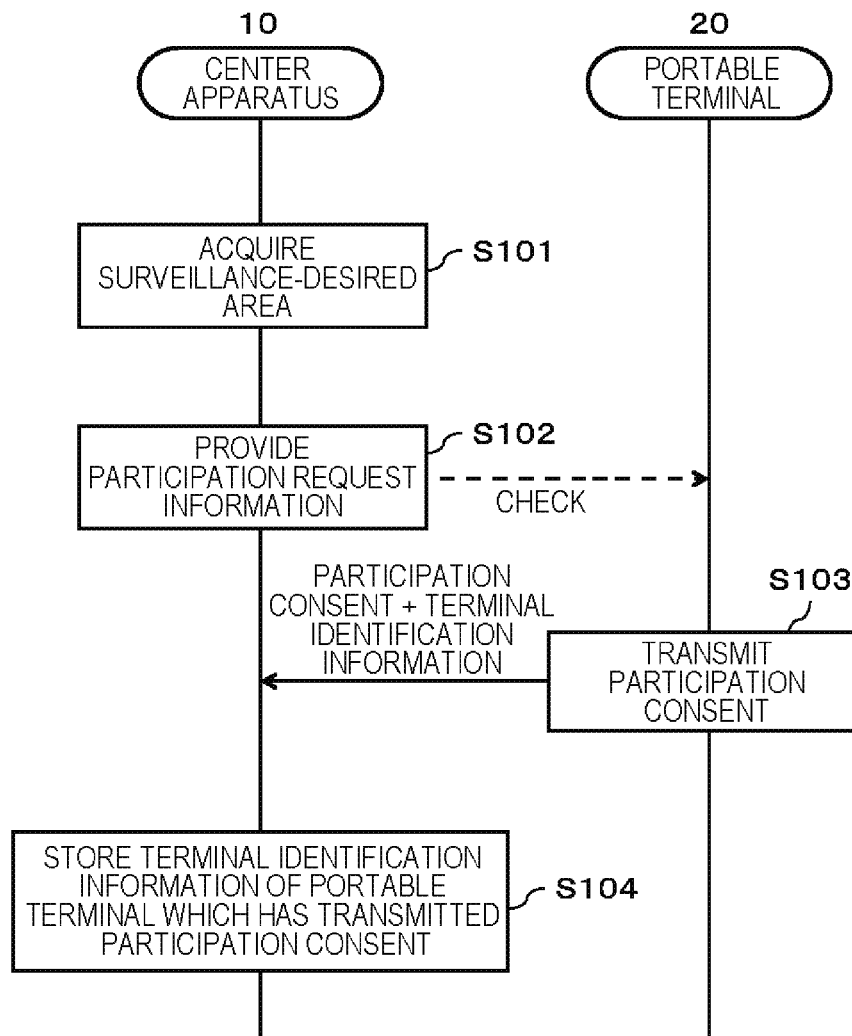 10
CENTER
APPARATUS
20
PORTABLE
TERMINAL
ACQUIRE
SURVEILLANCE-DESIRED
AREA
S101
PROVIDE
PARTICIPATION REQUEST
INFORMATION
S102
CHECK
PARTICIPATION
CONSENT + TERMINAL
IDENTIFICATION
INFORMATION
S103
TRANSMIT
PARTICIPATION
CONSENT
STORE TERMINAL IDENTIFICATION
INFORMATION OF PORTABLE
TERMINAL WHICH HAS TRANSMITTED
PARTICIPATION CONSENT
S104